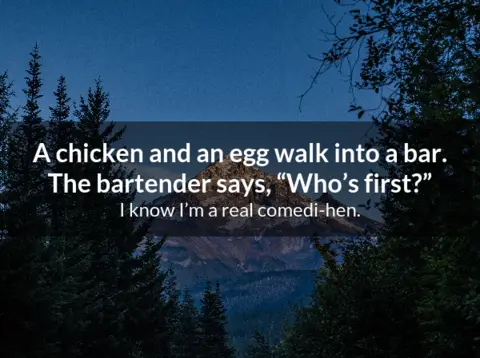 A chicken and an egg walk into a bar.
The bartender says, “Who’s first?”
I know I’m a real comedi-hen.